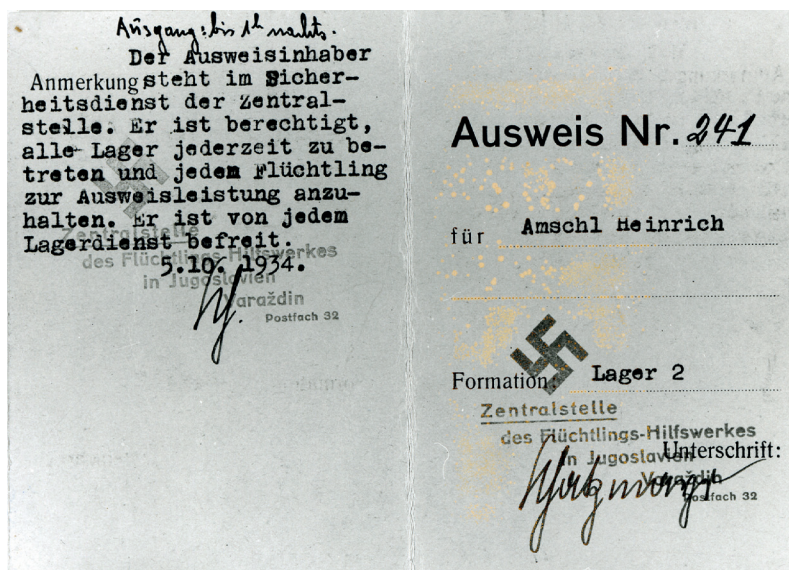 Ausgang: bis 1h nachts.
Der Ausweisinhaber
Anmerkung steht im Sicher-
heitsdienst der Zentral-
stelle. Er ist berechtigt,
alle Lager jederzeit zu be-
treten und jedem Flüchtling
zur Ausweisleistung anzu-
halten. Er ist von jedem
Lagerdienst befreit.
5.10. 1934.
Zentralstelle
des Flüchtlings-Hilfswerkes
in Jugoslavien
Varaždin
Postfach 32
Ausweis Nr. 241
für Amschl Heinrich
Formation: Lager 2
Zentralstelle
des Flüchtlings-Hilfswerkes
in Jugoslavien
Unterschrift:
Varaždin
Postfach 32